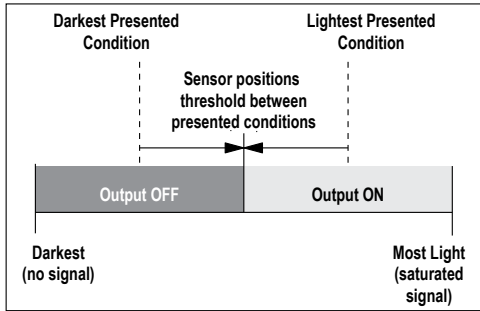 Darkest Presented
Condition
Lightest Presented
Condition
Sensor positions
threshold between
presented conditions
Output OFF
Output ON
Darkest
(no signal)
Most Light
(saturated
signal)